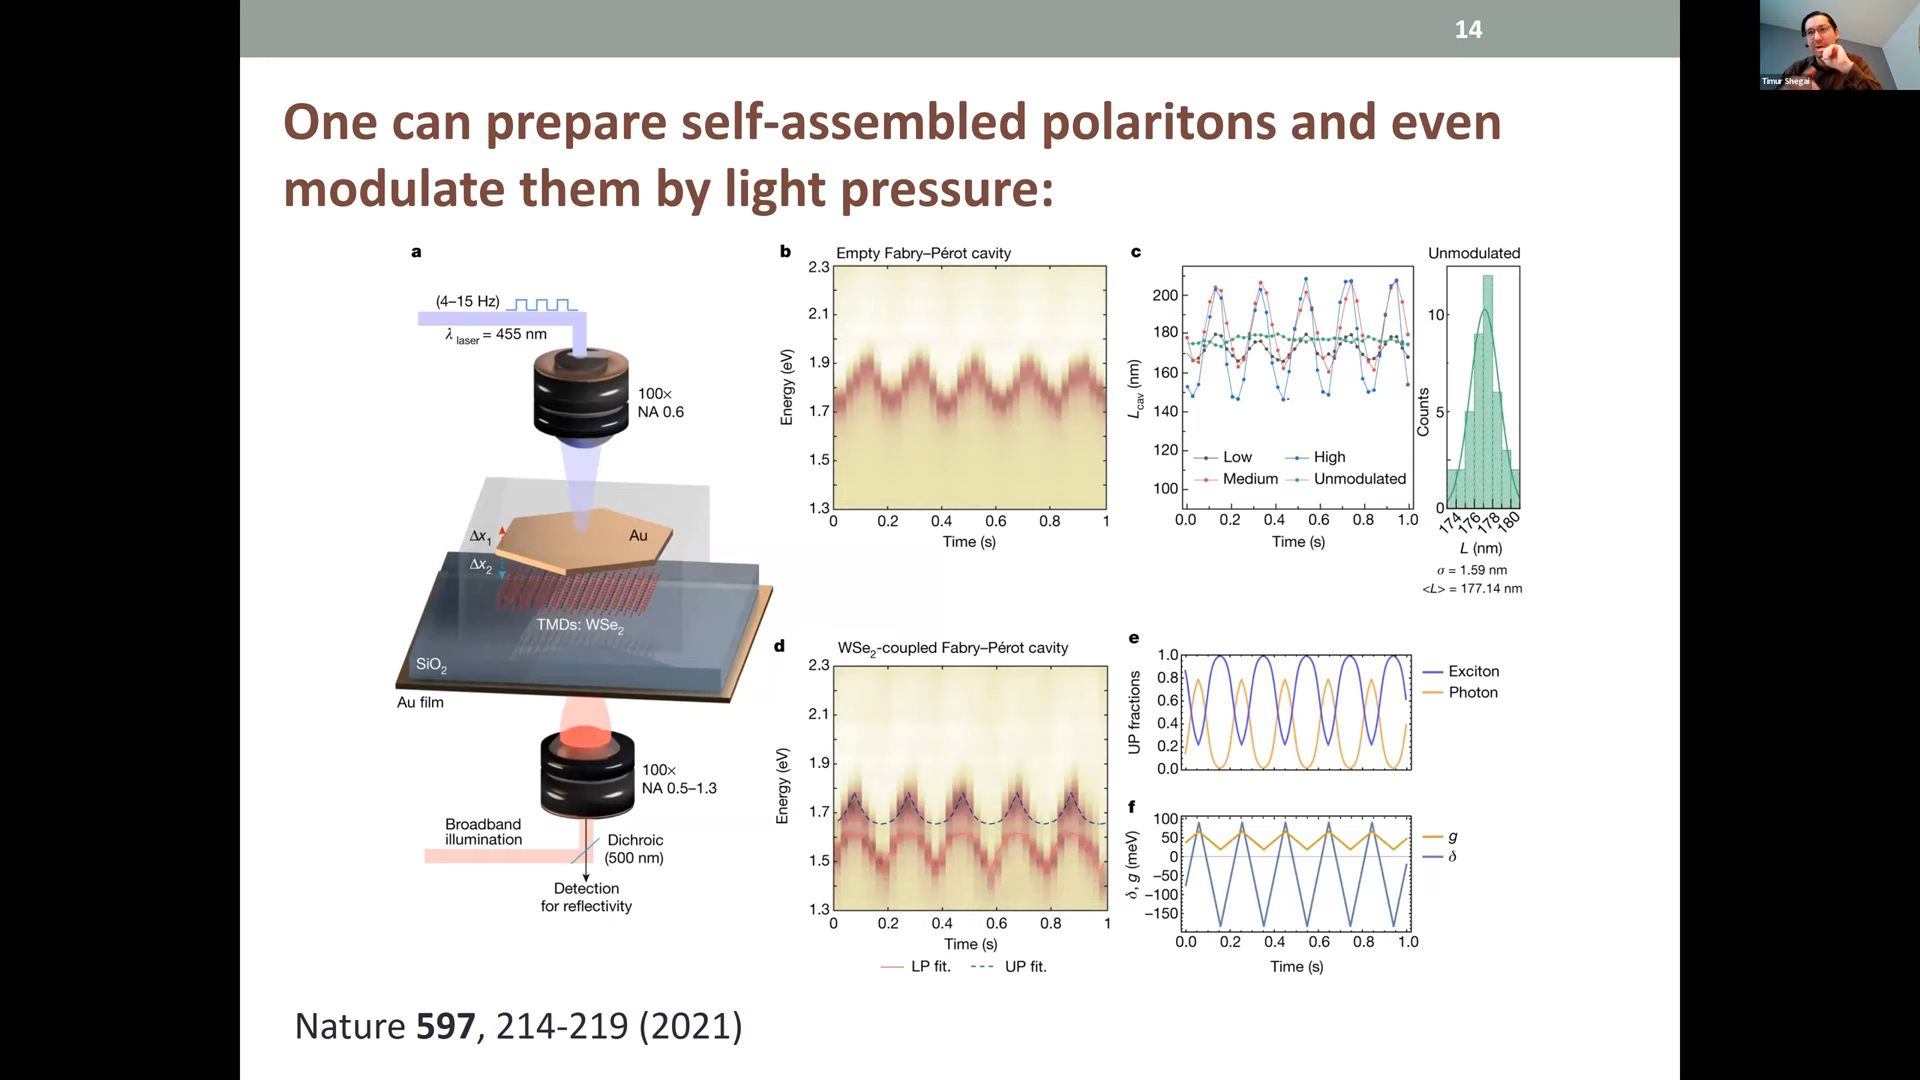 14
Timur Shegai
One can prepare self-assembled polaritons and even
modulate them by light pressure:
a
(4–15 Hz)
λ laser = 455 nm
100×
NA 0.6
Δx1
Au
Δx2
TMDs: WSe2
SiO2
Au film
100×
NA 0.5–1.3
Broadband
illumination
Dichroic
(500 nm)
Detection
for reflectivity
b
Empty Fabry–Pérot cavity
2.3
2.1
1.9
1.7
1.5
1.3
Energy (eV)
0 0.2 0.4 0.6 0.8 1
Time (s)
c
200
180
160
140
120
100
Lcav (nm)
Low
High
Medium
Unmodulated
0.0 0.2 0.4 0.6 0.8 1.0
Time (s)
Unmodulated
10
5
0
Counts
174 176 178 180
L (nm)
σ = 1.59 nm
<L> = 177.14 nm
d
WSe2-coupled Fabry–Pérot cavity
2.3
2.1
1.9
1.7
1.5
1.3
Energy (eV)
0 0.2 0.4 0.6 0.8 1
Time (s)
LP fit.
UP fit.
e
1.0
0.8
0.6
0.4
0.2
0.0
UP fractions
Exciton
Photon
f
100
50
0
−50
−100
−150
δ, g (meV)
g
δ
0.0 0.2 0.4 0.6 0.8 1.0
Time (s)
Nature 597, 214-219 (2021)